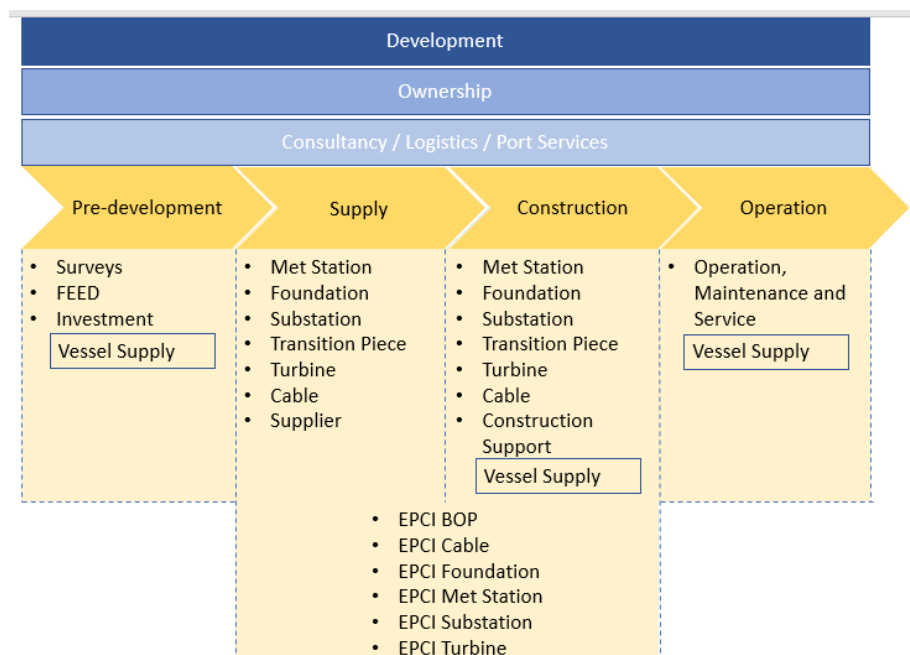 Development
Ownership
Consultancy / Logistics / Port Services
Pre-development
Supply
Construction
Operation
• Surveys
• FEED
• Investment
Vessel Supply
• Met Station
• Foundation
• Substation
• Transition Piece
• Turbine
• Cable
• Supplier
• Met Station
• Foundation
• Substation
• Transition Piece
• Turbine
• Cable
• Construction
Support
Vessel Supply
• Operation,
Maintenance and
Service
Vessel Supply
• EPCI BOP
• EPCI Cable
• EPCI Foundation
• EPCI Met Station
• EPCI Substation
• EPCI Turbine